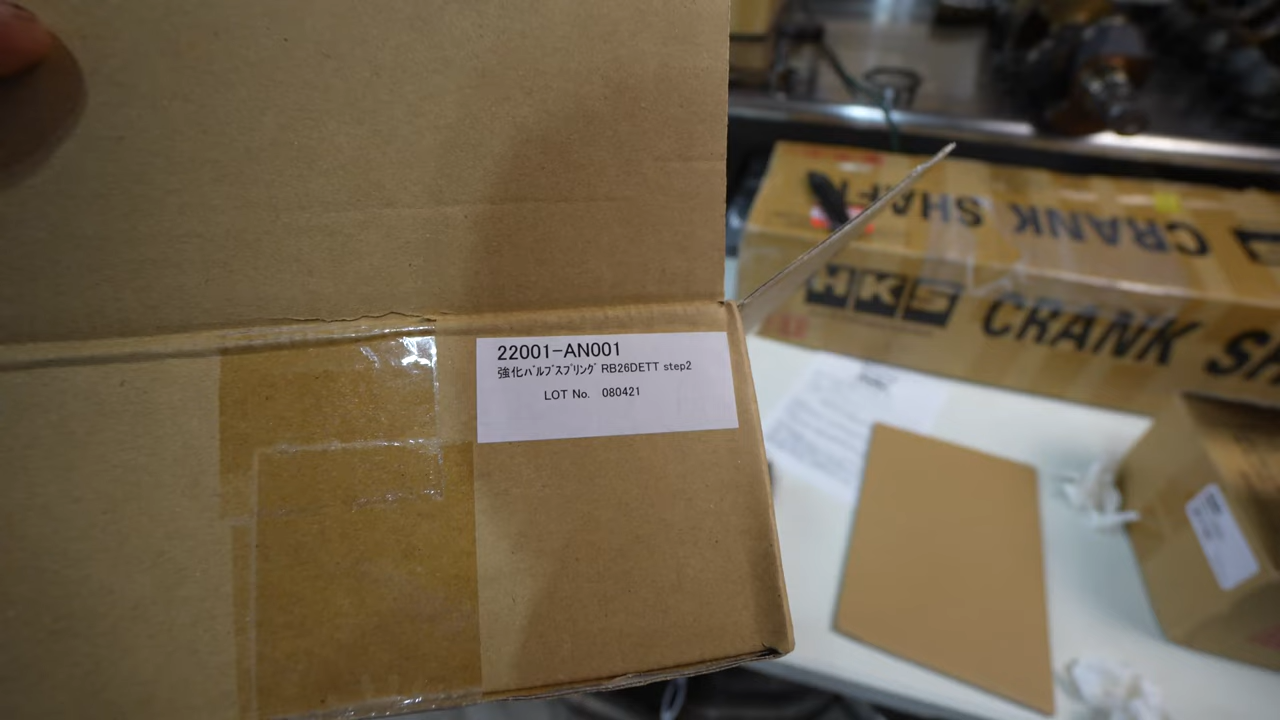 22001-AN001
強化ﾊﾞﾙﾌﾞｽﾌﾟﾘﾝｸﾞ RB26DETT step2
LOT No. 080421
CRANK SHAFT
HKS CRANK SH